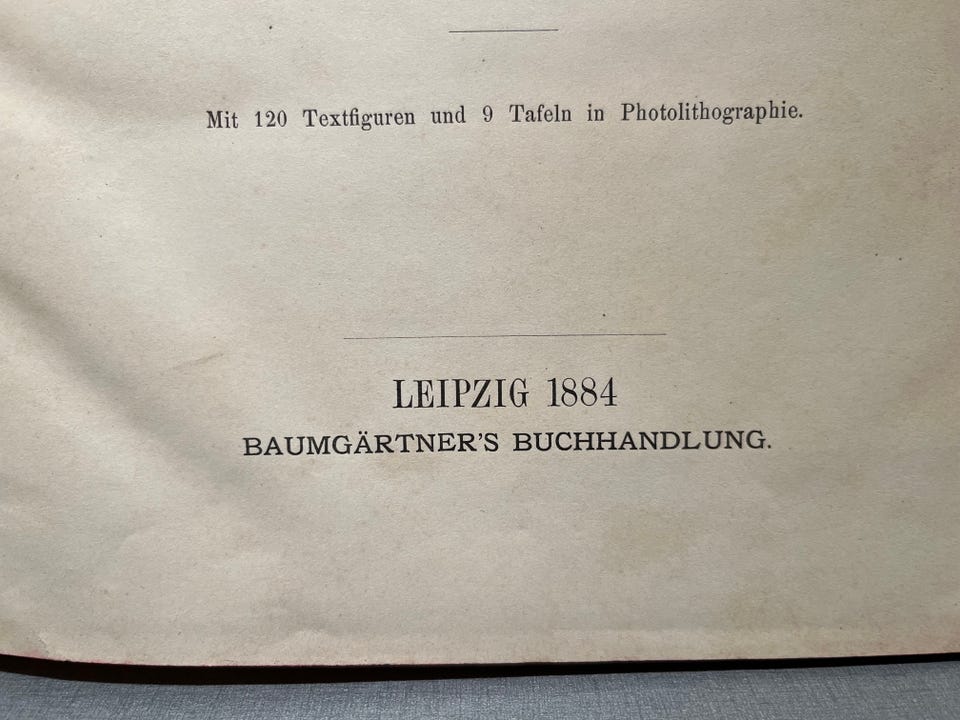 Mit 120 Textfiguren und 9 Tafeln in Photolithographie.
LEIPZIG 1884
BAUMGÄRTNER'S BUCHHANDLUNG.